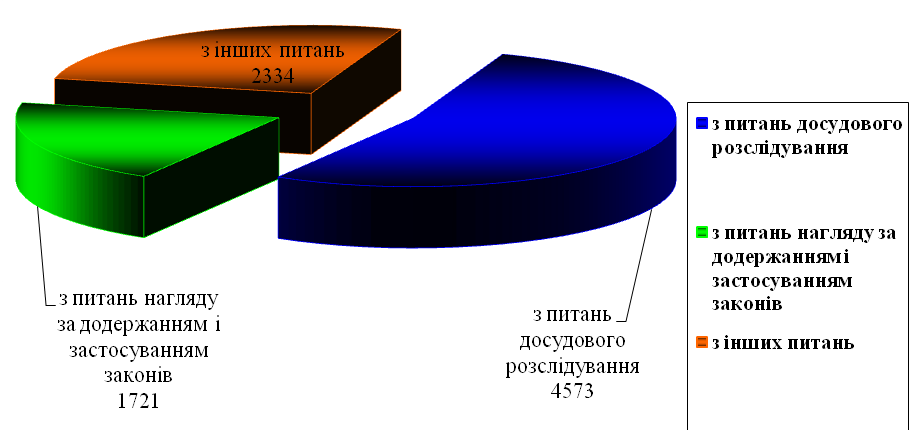 з інших питань
2334
з питань нагляду
за додержанням і
застосуванням
законів
1721
з питань
досудового
розслідування
4573
з питань досудового
розслідування
з питань нагляду за
додержанням і
застосуванням
законів
з інших питань